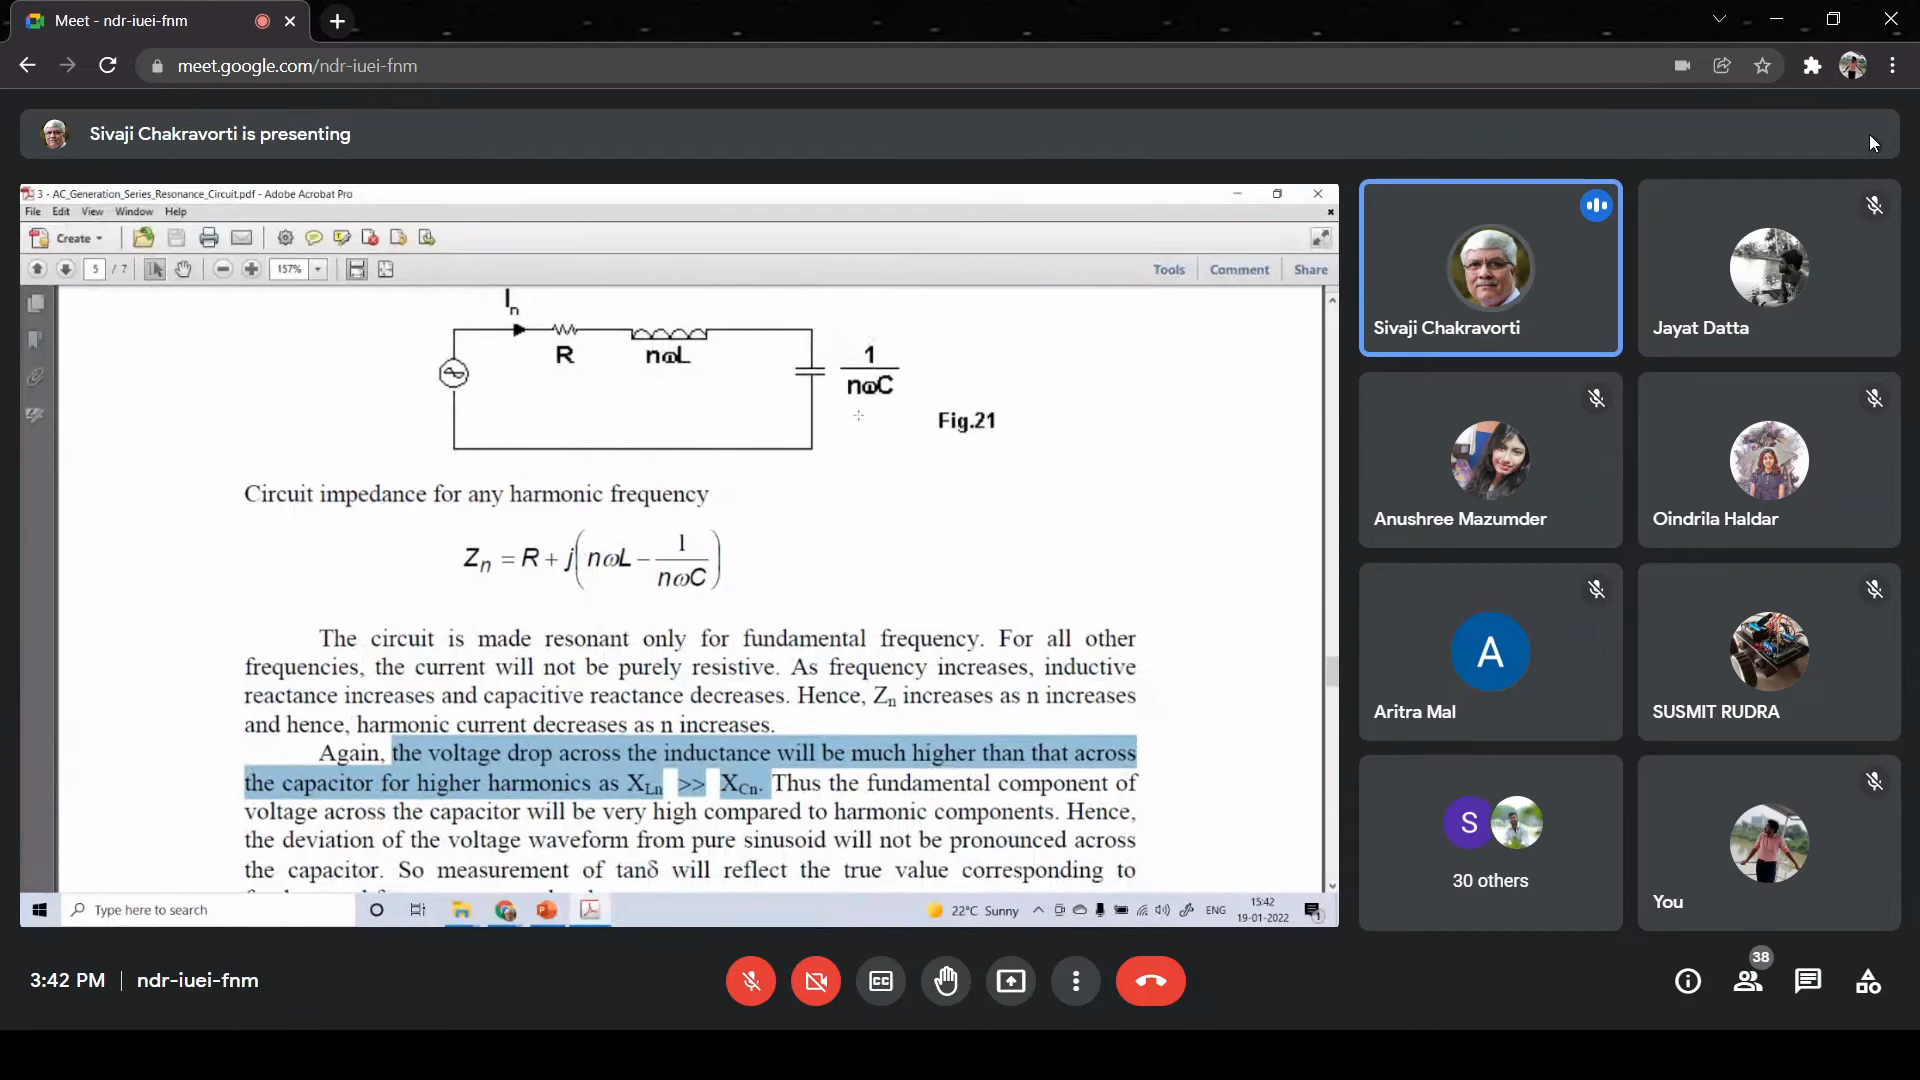 Meet - ndr-iuei-fnm
meet.google.com/ndr-iuei-fnm
Sivaji Chakravorti is presenting
3 - AC_Generation_Series_Resonance_Circuit.pdf - Adobe Acrobat Pro
File Edit View Window Help
Create
5 / 7 157% Tools Comment Share
In
R nωL 1/nωC
Fig.21
Circuit impedance for any harmonic frequency
Zn = R + j(nωL − 1/nωC)
The circuit is made resonant only for fundamental frequency. For all other
frequencies, the current will not be purely resistive. As frequency increases, inductive
reactance increases and capacitive reactance decreases. Hence, Zn increases as n increases
and hence, harmonic current decreases as n increases.
Again, the voltage drop across the inductance will be much higher than that across
the capacitor for higher harmonics as XLn >> XCn. Thus the fundamental component of
voltage across the capacitor will be very high compared to harmonic components. Hence,
the deviation of the voltage waveform from pure sinusoid will not be pronounced across
the capacitor. So measurement of tanδ will reflect the true value corresponding to
Type here to search
22°C Sunny
ENG
15:42
19-01-2022
1
Sivaji Chakravorti
Jayat Datta
Anushree Mazumder
Oindrila Haldar
A
Aritra Mal
SUSMIT RUDRA
S
30 others
You
3:42 PM | ndr-iuei-fnm
CC
38